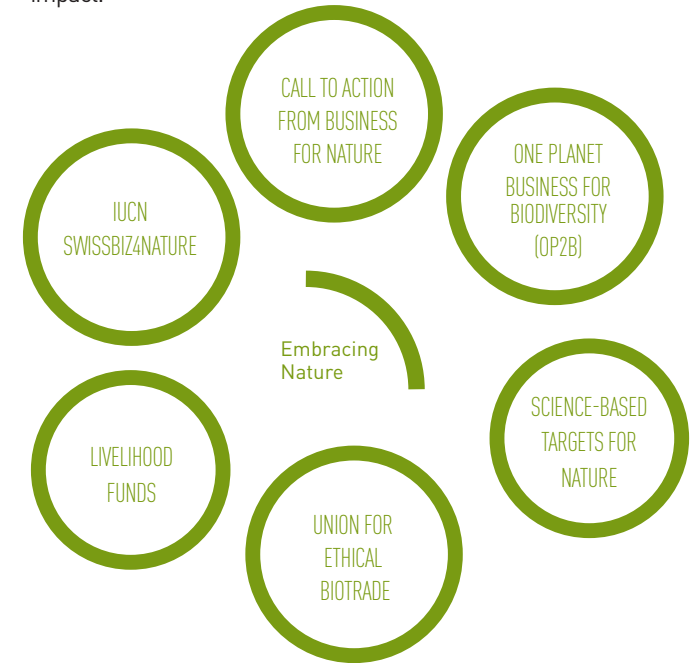 impact.
CALL TO ACTION
FROM BUSINESS
FOR NATURE
ONE PLANET
BUSINESS FOR
BIODIVERSITY
(OP2B)
IUCN
SWISSBIZ4NATURE
Embracing
Nature
SCIENCE-BASED
TARGETS FOR
NATURE
LIVELIHOOD
FUNDS
UNION FOR
ETHICAL
BIOTRADE